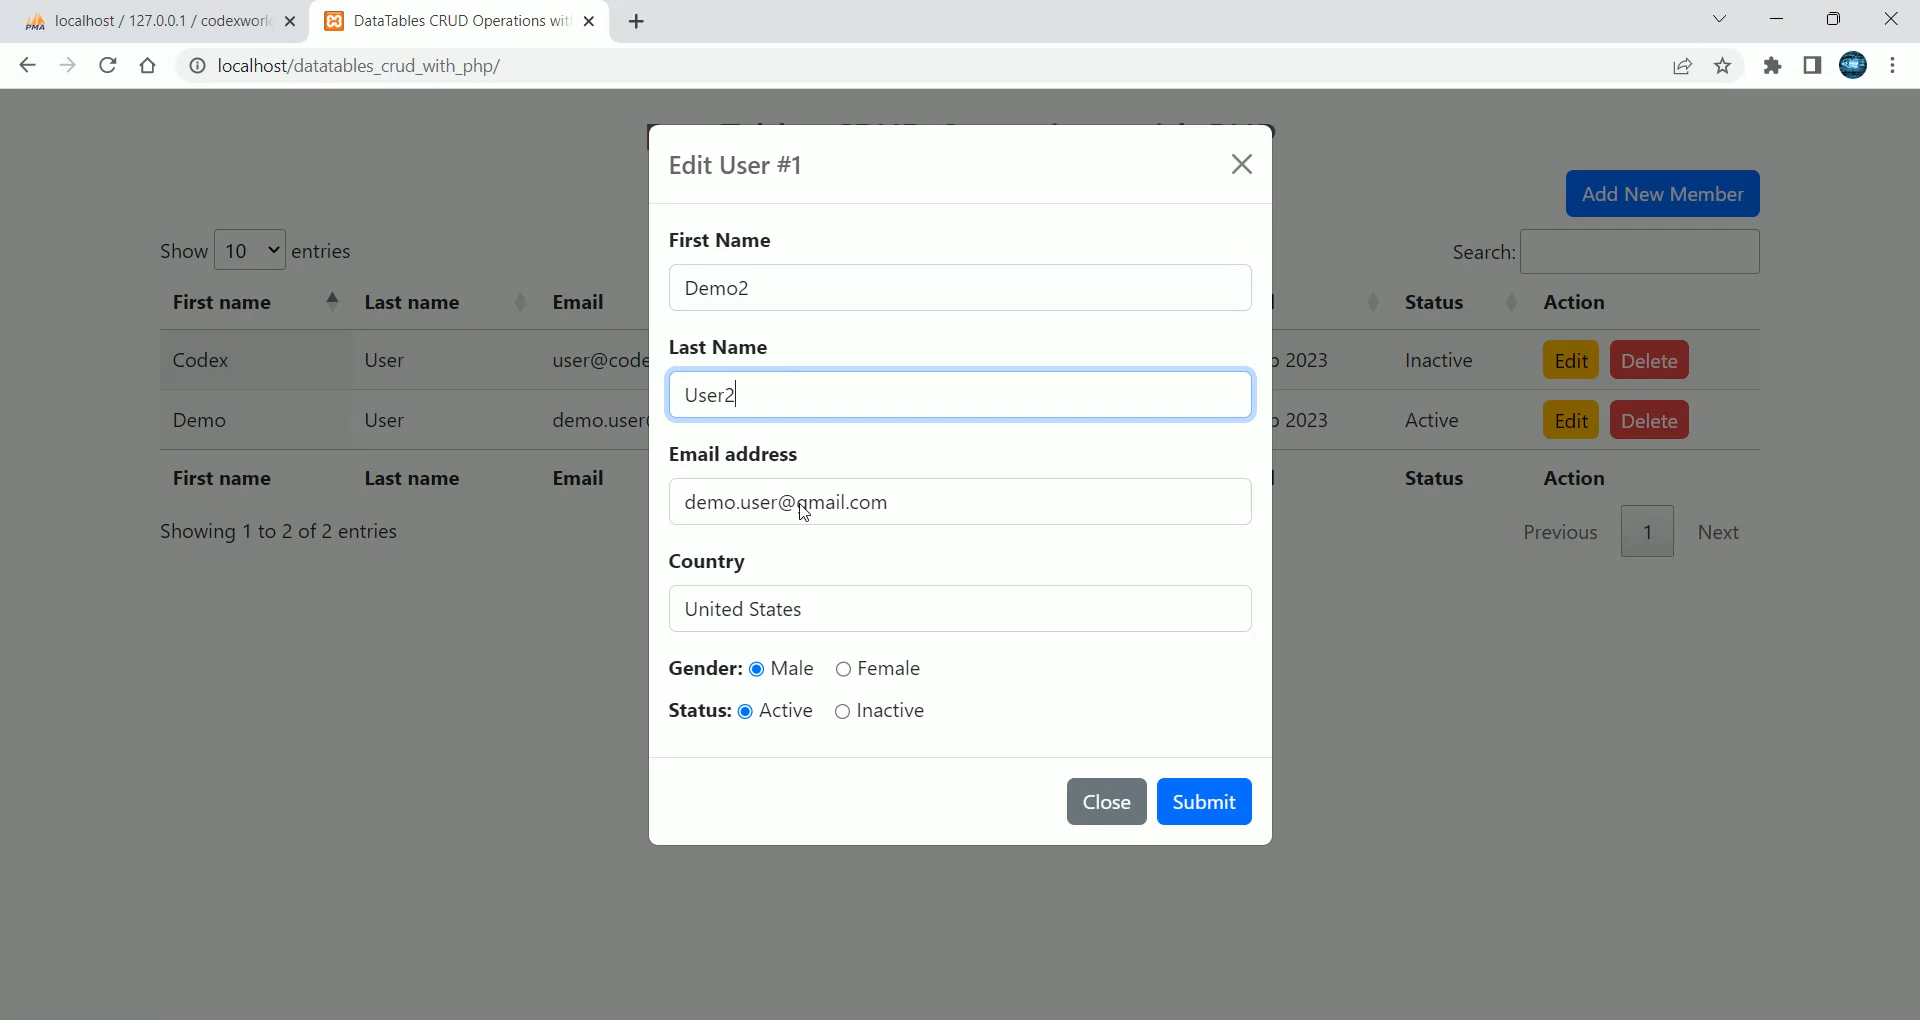 localhost / 127.0.0.1 / codexworl
DataTables CRUD Operations wit
localhost/datatables_crud_with_php/
Edit User #1
Add New Member
Show 10 entries
Search:
First name Last name Email Status Action
Codex User user@code 2023 Inactive Edit Delete
Demo User demo.user 2023 Active Edit Delete
First name Last name Email Status Action
Showing 1 to 2 of 2 entries
Previous 1 Next
First Name
Demo2
Last Name
User2
Email address
demo.user@gmail.com
Country
United States
Gender: Male Female
Status: Active Inactive
Close Submit